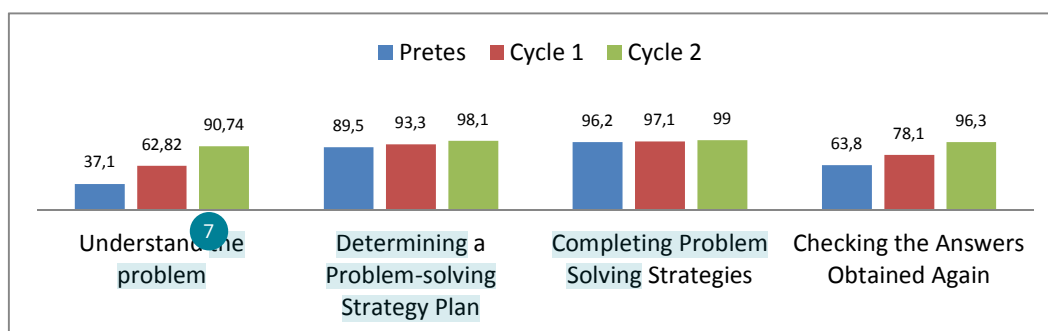 Pretes Cycle 1 Cycle 2
37,1 62,82 90,74 89,5 93,3 98,1 96,2 97,1 99 63,8 78,1 96,3
7
Understand the
problem
Determining a
Problem-solving
Strategy Plan
Completing Problem
Solving Strategies
Checking the Answers
Obtained Again